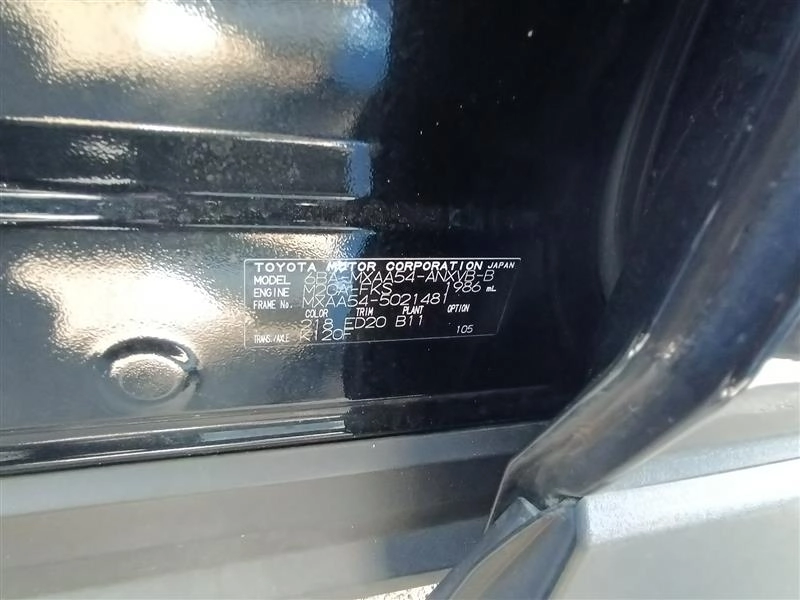 TOYOTA MOTOR CORPORATION JAPAN
MODEL 6BA-MXAA54-ANXVB-B
ENGINE M20A-FKS 1986 mL
FRAME No. MXAA54-5021481
COLOR TRIM PLANT OPTION
218 ED20 B11 105
TRANS./AXLE K120F